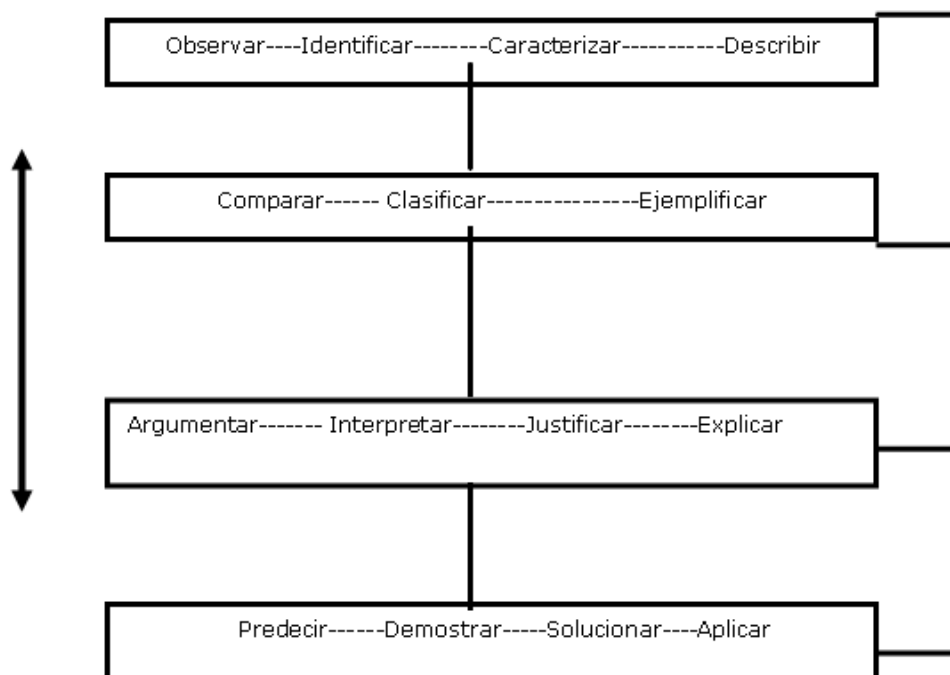 Observar----Identificar--------Caracterizar-----------Describir
Comparar------ Clasificar----------------Ejemplificar
Argumentar------- Interpretar--------Justificar--------Explicar
Predecir------Demostrar-----Solucionar----Aplicar